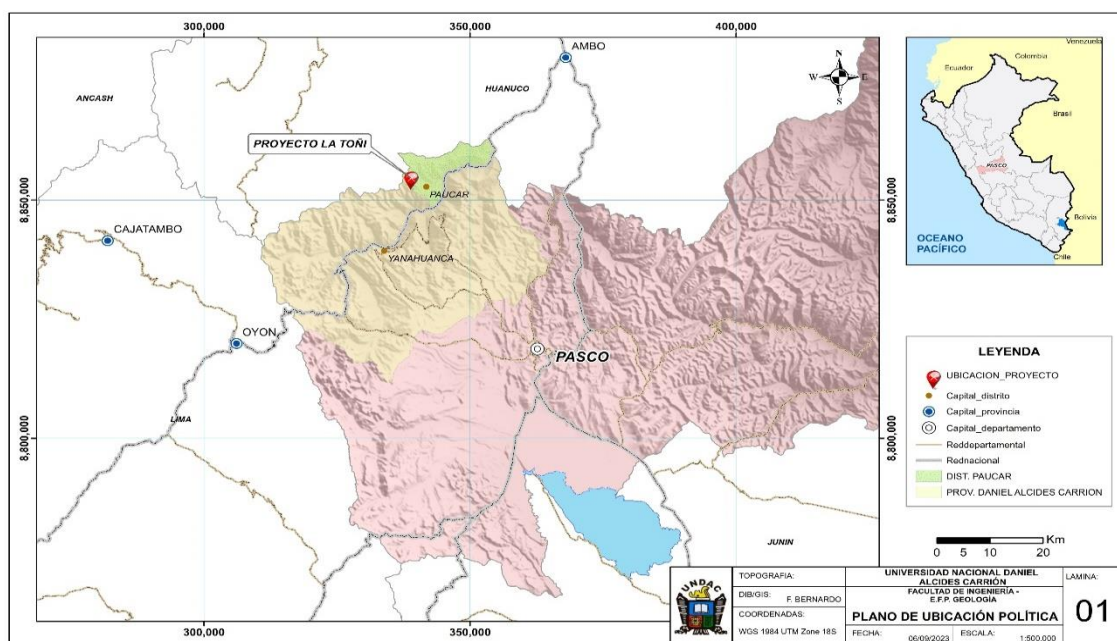 300,000 350,000 400,000
AMBO
ANCASH
HUANUCO
N
W E
S
PROYECTO LA TOÑI
PAUCAR
8,850,000 8,850,000
CAJATAMBO
YANAHUANCA
OYON
PASCO
LIMA
8,800,000 8,800,000
JUNIN
300,000 350,000
Venezuela
Colombia
Ecuador
Brasil
PASCO
Bolivia
OCEANO
PACÍFICO
Chile
LEYENDA
UBICACION_PROYECTO
Capital_distrito
Capital_provincia
Capital_departamento
Reddepartamental
Rednacional
DIST. PAUCAR
PROV. DANIEL ALCIDES CARRION
Km
0 5 10 20
UNDAC
TOPOGRAFIA:
DIB/GIS: F. BERNARDO
COORDENADAS:
WGS 1984 UTM Zone 18S
UNIVERSIDAD NACIONAL DANIEL
ALCIDES CARRIÓN
FACULTAD DE INGENIERÍA -
E.F.P. GEOLOGÍA
PLANO DE UBICACIÓN POLÍTICA
FECHA: 06/09/2023 ESCALA: 1:500000
LAMINA:
01